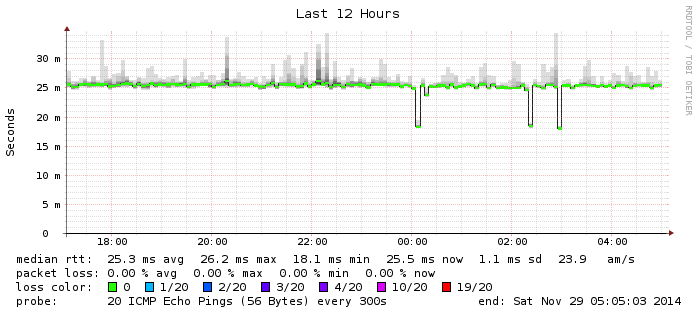 Last 12 Hours
RRDTOOL / TOBI OETIKER
Seconds
30 m
25 m
20 m
15 m
10 m
5 m
0
18:00 20:00 22:00 00:00 02:00 04:00
median rtt: 25.3 ms avg 26.2 ms max 18.1 ms min 25.5 ms now 1.1 ms sd 23.9 am/s
packet loss: 0.00 % avg 0.00 % max 0.00 % min 0.00 % now
loss color: 0 1/20 2/20 3/20 4/20 10/20 19/20
probe: 20 ICMP Echo Pings (56 Bytes) every 300s end: Sat Nov 29 05:05:03 2014